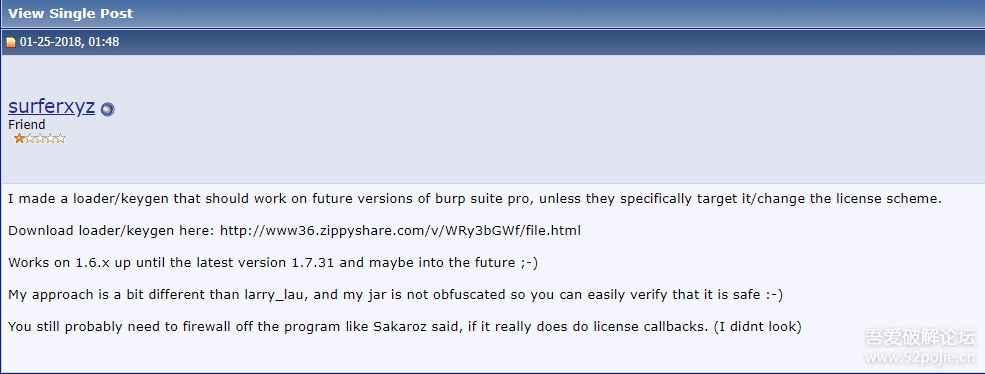 View Single Post
01-25-2018, 01:48
surferxyz
Friend
I made a loader/keygen that should work on future versions of burp suite pro, unless they specifically target it/change the license scheme.
Download loader/keygen here: http://www36.zippyshare.com/v/WRy3bGWf/file.html
Works on 1.6.x up until the latest version 1.7.31 and maybe into the future ;-)
My approach is a bit different than larry_lau, and my jar is not obfuscated so you can easily verify that it is safe :-)
You still probably need to firewall off the program like Sakaroz said, if it really does do license callbacks. (I didnt look)
吾爱破解论坛
www.52pojie.cn